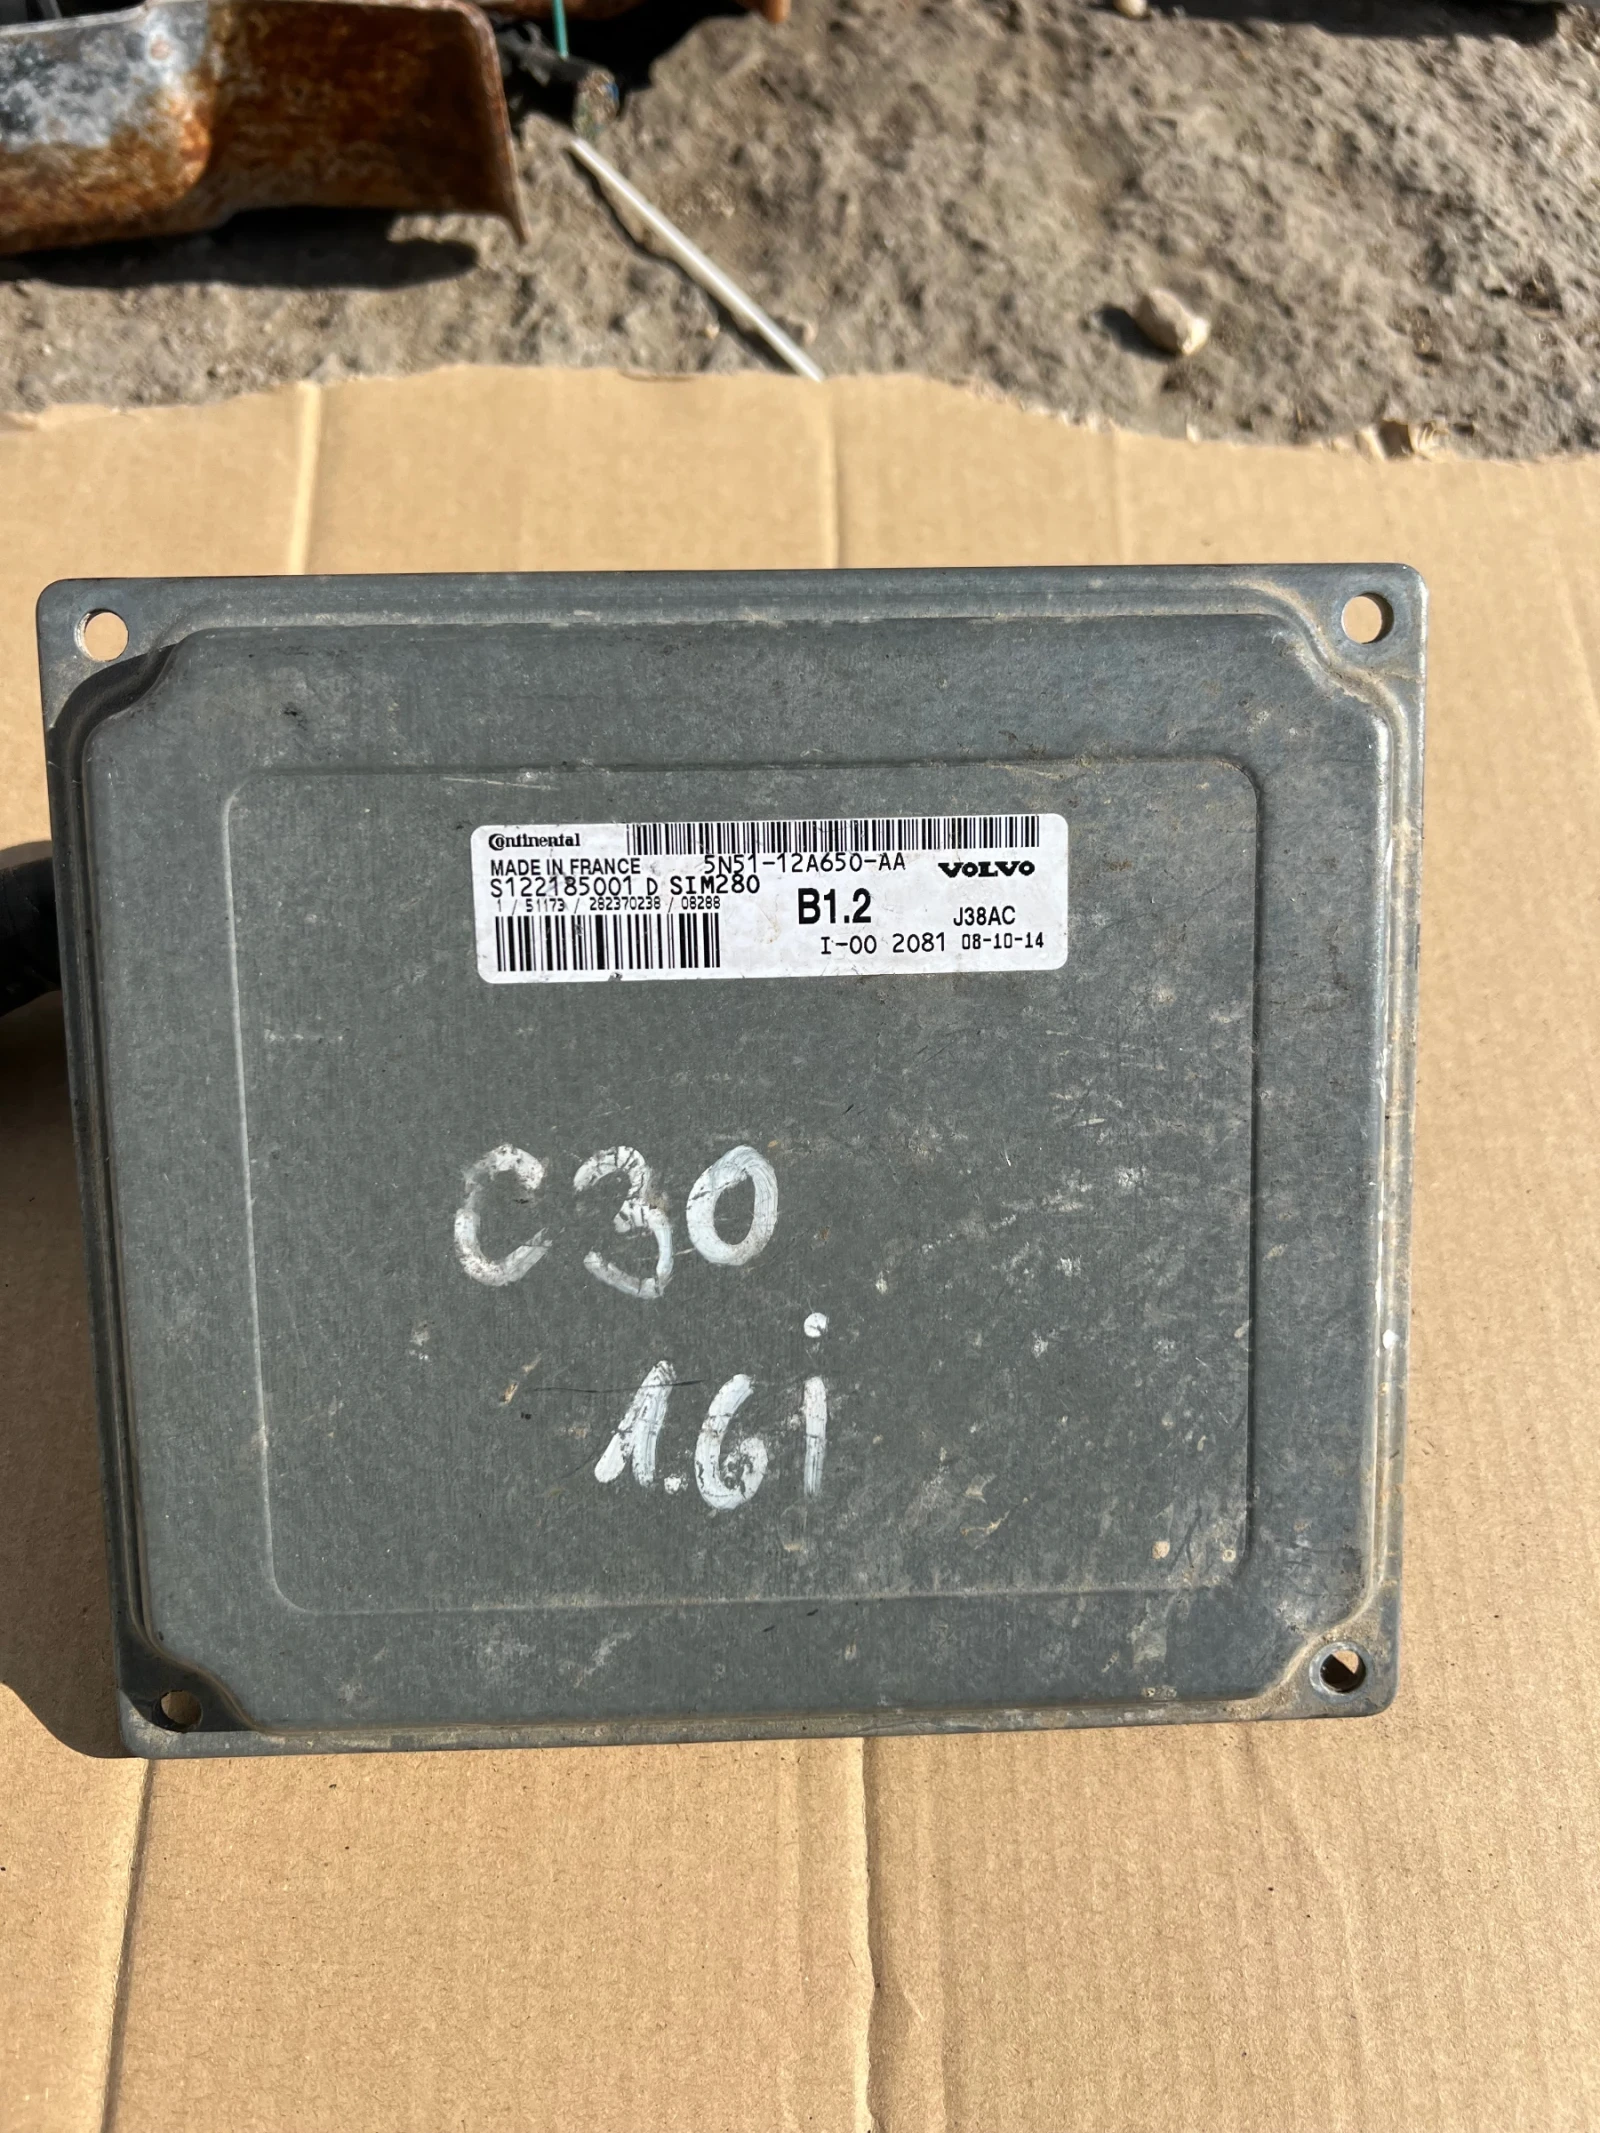 Continental
5N51-12A650-AA
MADE IN FRANCE
VOLVO
S122185001 D SIM280
1 / 51173 / 282370238 / 08288
B1.2
J38AC
I-00 2081 08-10-14
C30
1.6i